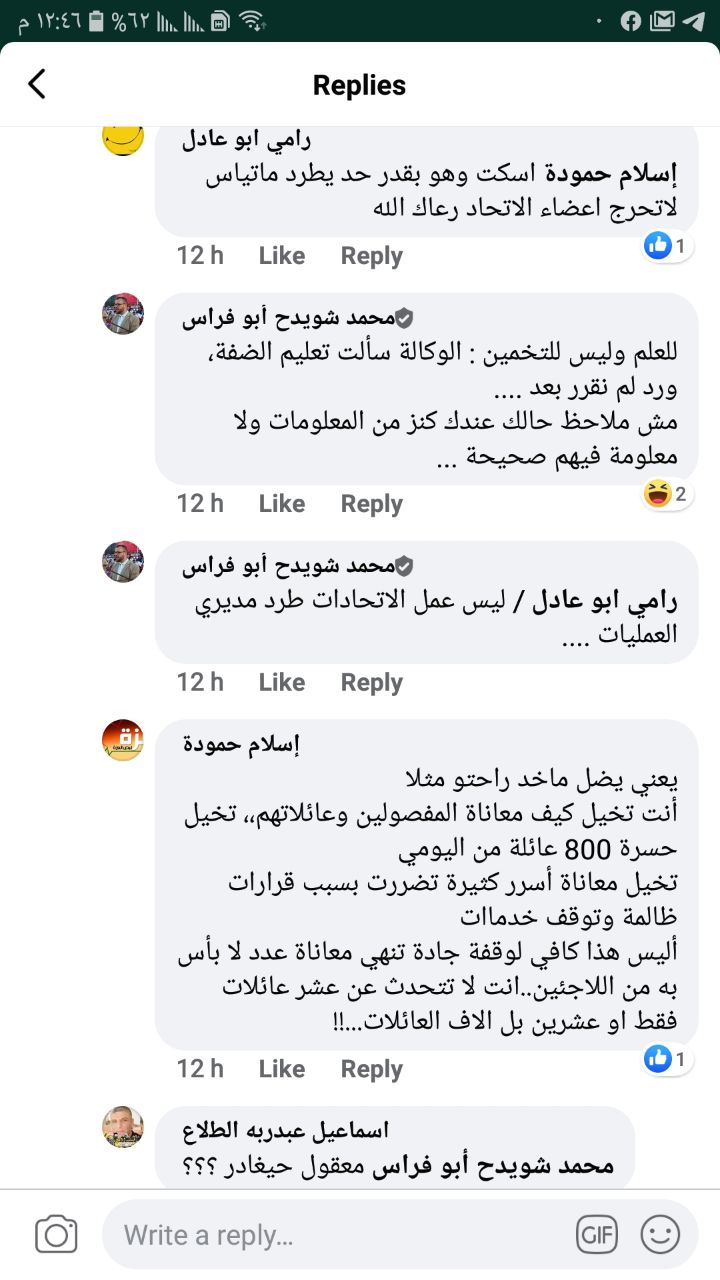 ١٢:٤٦ م
%٦٢
Replies
رامي ابو عادل
إسلام حمودة اسكت وهو بقدر حد يطرد ماتياس
لاتحرج اعضاء الاتحاد رعاك الله
12 h Like Reply
1
محمد شويدح أبو فراس
للعلم وليس للتخمين : الوكالة سألت تعليم الضفة،
ورد لم نقرر بعد ....
مش ملاحظ حالك عندك كنز من المعلومات ولا
معلومة فيهم صحيحة ...
12 h Like Reply
2
محمد شويدح أبو فراس
رامي ابو عادل / ليس عمل الاتحادات طرد مديري
العمليات ....
12 h Like Reply
إسلام حمودة
يعني يضل ماخد راحتو مثلا
أنت تخيل كيف معاناة المفصولين وعائلاتهم،، تخيل
حسرة 800 عائلة من اليومي
تخيل معاناة أسرر كثيرة تضررت بسبب قرارات
ظالمة وتوقف خدماات
أليس هذا كافي لوقفة جادة تنهي معاناة عدد لا بأس
به من اللاجئين..انت لا تتحدث عن عشر عائلات
فقط او عشرين بل الاف العائلات...!!
12 h Like Reply
1
اسماعيل عبدربه الطلاع
محمد شويدح أبو فراس معقول حيغادر ؟؟؟
Write a reply...
GIF